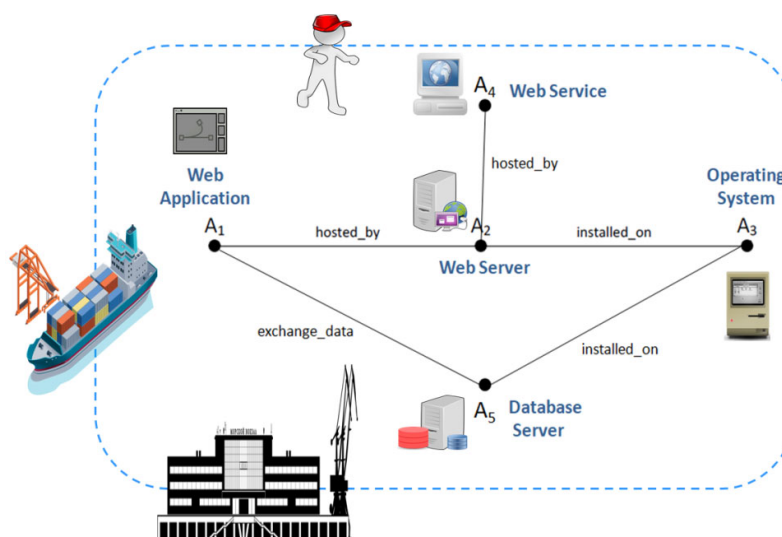 A4
Web Service
hosted_by
Web
Application
Operating
System
A1
hosted_by
A2
installed_on
A3
Web Server
exchange_data
installed_on
A5
Database
Server